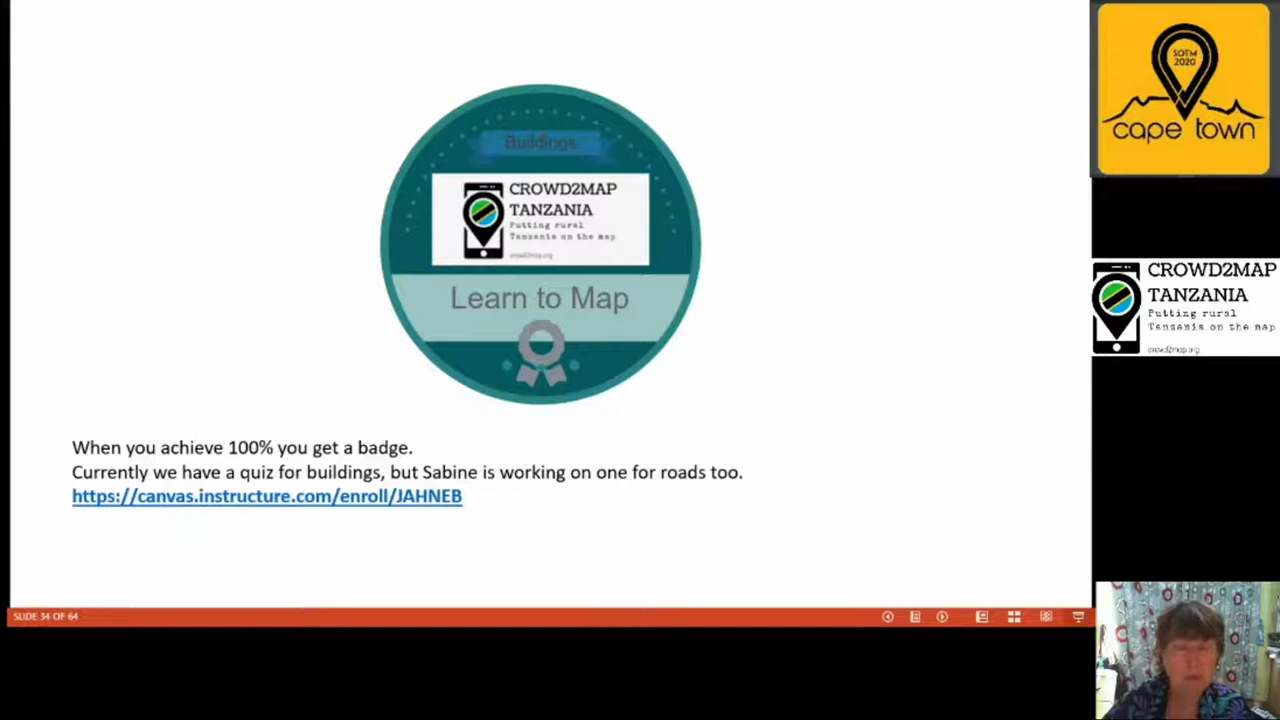 Buildings
CROWD2MAP
TANZANIA
Putting rural
Tanzania on the map
crowd2map.org
Learn to Map
When you achieve 100% you get a badge.
Currently we have a quiz for buildings, but Sabine is working on one for roads too.
https://canvas.instructure.com/enroll/JAHNEB
SLIDE 34 OF 64
SOTM
2020
cape town
CROWD2MAP
TANZANIA
Putting rural
Tanzania on the map
crowd2map.org